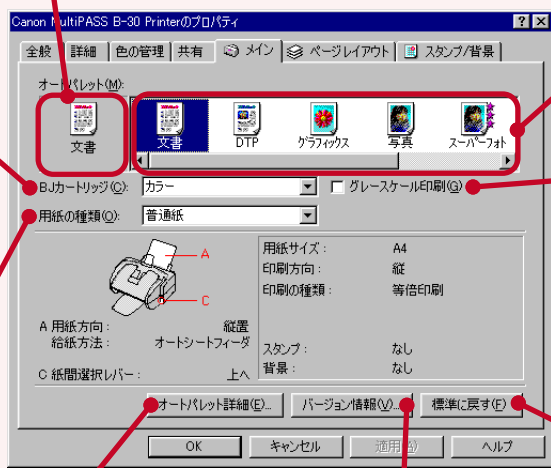 Canon MultiPASS B-30 Printerのプロパティ
全般 詳細 色の管理 共有 メイン ページレイアウト スタンプ/背景
オートパレット(M):
文書
文書 DTP グラフィックス 写真 スーパーフォト
BJカートリッジ(C): カラー グレースケール印刷(G)
用紙の種類(O): 普通紙
A
C
A 用紙方向: 縦置
給紙方法: オートシートフィーダ
C 紙間選択レバー: 上へ
用紙サイズ: A4
印刷方向: 縦
印刷の種類: 等倍印刷
スタンプ: なし
背景: なし
オートパレット詳細(E)... バージョン情報(V)... 標準に戻す(F)
OK キャンセル 適用(A) ヘルプ